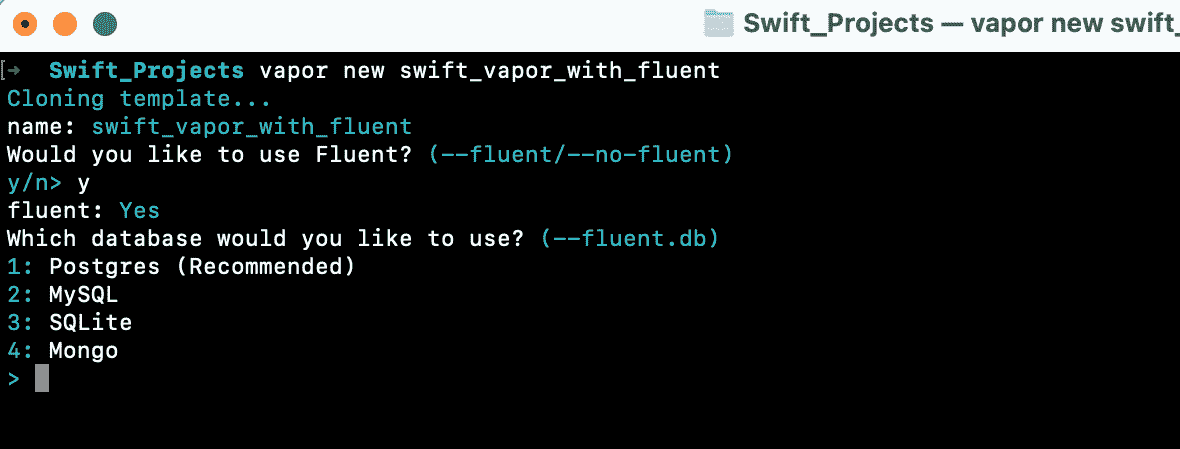 Swift_Projects — vapor new swift_
→ Swift_Projects vapor new swift_vapor_with_fluent
Cloning template...
name: swift_vapor_with_fluent
Would you like to use Fluent? (--fluent/--no-fluent)
y/n> y
fluent: Yes
Which database would you like to use? (--fluent.db)
1: Postgres (Recommended)
2: MySQL
3: SQLite
4: Mongo
>